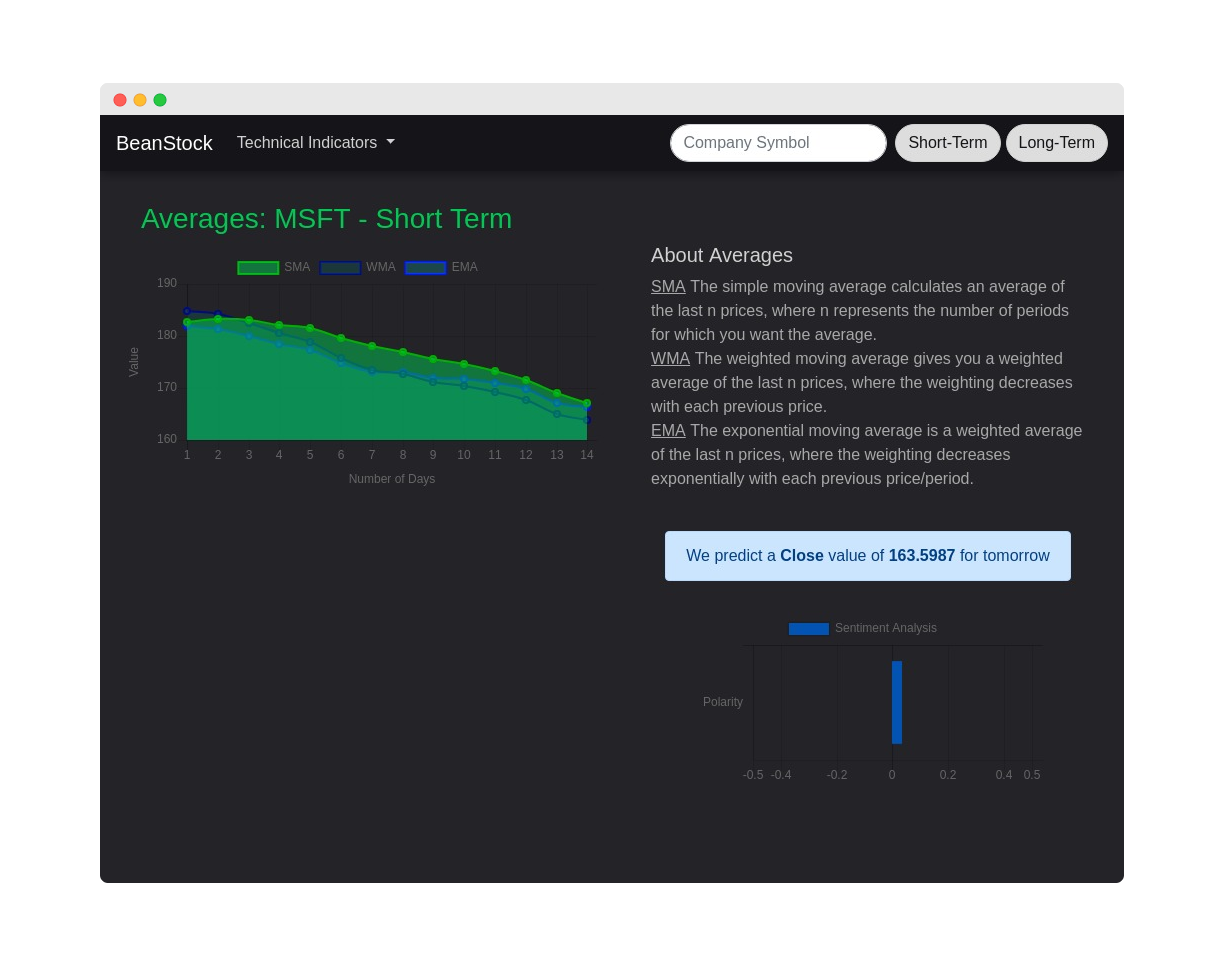 BeanStock Technical Indicators Company Symbol Short-Term Long-Term
Averages: MSFT - Short Term
SMA WMA EMA
190
180
170
160
Value
1 2 3 4 5 6 7 8 9 10 11 12 13 14
Number of Days
About Averages
SMA The simple moving average calculates an average of
the last n prices, where n represents the number of periods
for which you want the average.
WMA The weighted moving average gives you a weighted
average of the last n prices, where the weighting decreases
with each previous price.
EMA The exponential moving average is a weighted average
of the last n prices, where the weighting decreases
exponentially with each previous price/period.
We predict a Close value of 163.5987 for tomorrow
Sentiment Analysis
Polarity
-0.5 -0.4 -0.2 0 0.2 0.4 0.5